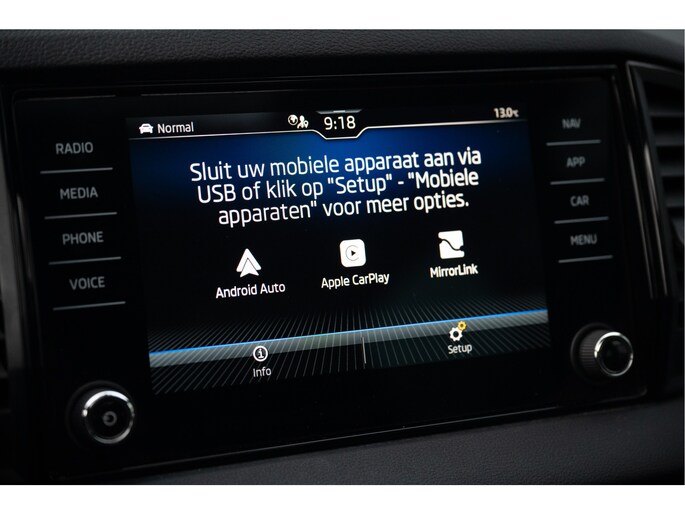 Normal
9:18
13.0°C
RADIO
MEDIA
PHONE
VOICE
Sluit uw mobiele apparaat aan via
USB of klik op "Setup" - "Mobiele
apparaten" voor meer opties.
Android Auto
Apple CarPlay
MirrorLink
Info
Setup
NAV
APP
CAR
MENU